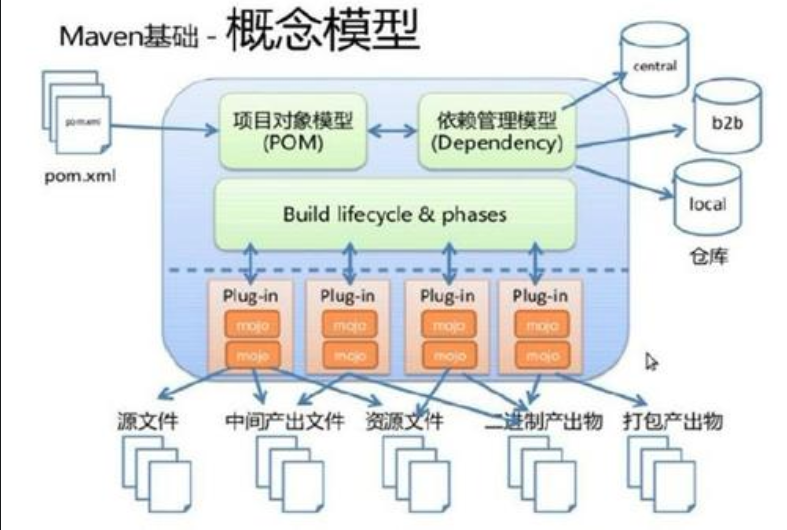 Maven基础 - 概念模型
central
项目对象模型
(POM)
依赖管理模型
(Dependency)
b2b
pom.xml
pom.xml
local
Build lifecycle & phases
仓库
Plug-in
Plug-in
Plug-in
Plug-in
mojo
mojo
mojo
mojo
mojo
mojo
mojo
mojo
源文件
中间产出文件
资源文件
二进制产出物
打包产出物